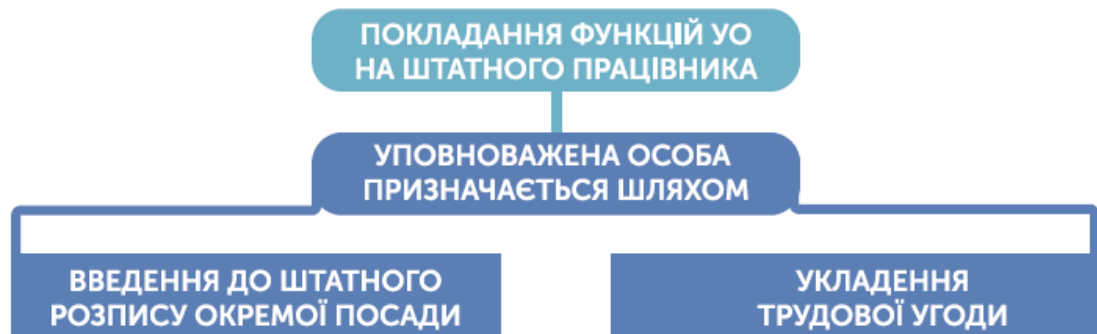 ПОКЛАДАННЯ ФУНКЦІЙ УО
НА ШТАТНОГО ПРАЦІВНИКА
УПОВНОВАЖЕНА ОСОБА
ПРИЗНАЧАЄТЬСЯ ШЛЯХОМ
ВВЕДЕННЯ ДО ШТАТНОГО
РОЗПИСУ ОКРЕМОЇ ПОСАДИ
УКЛАДЕННЯ
ТРУДОВОЇ УГОДИ